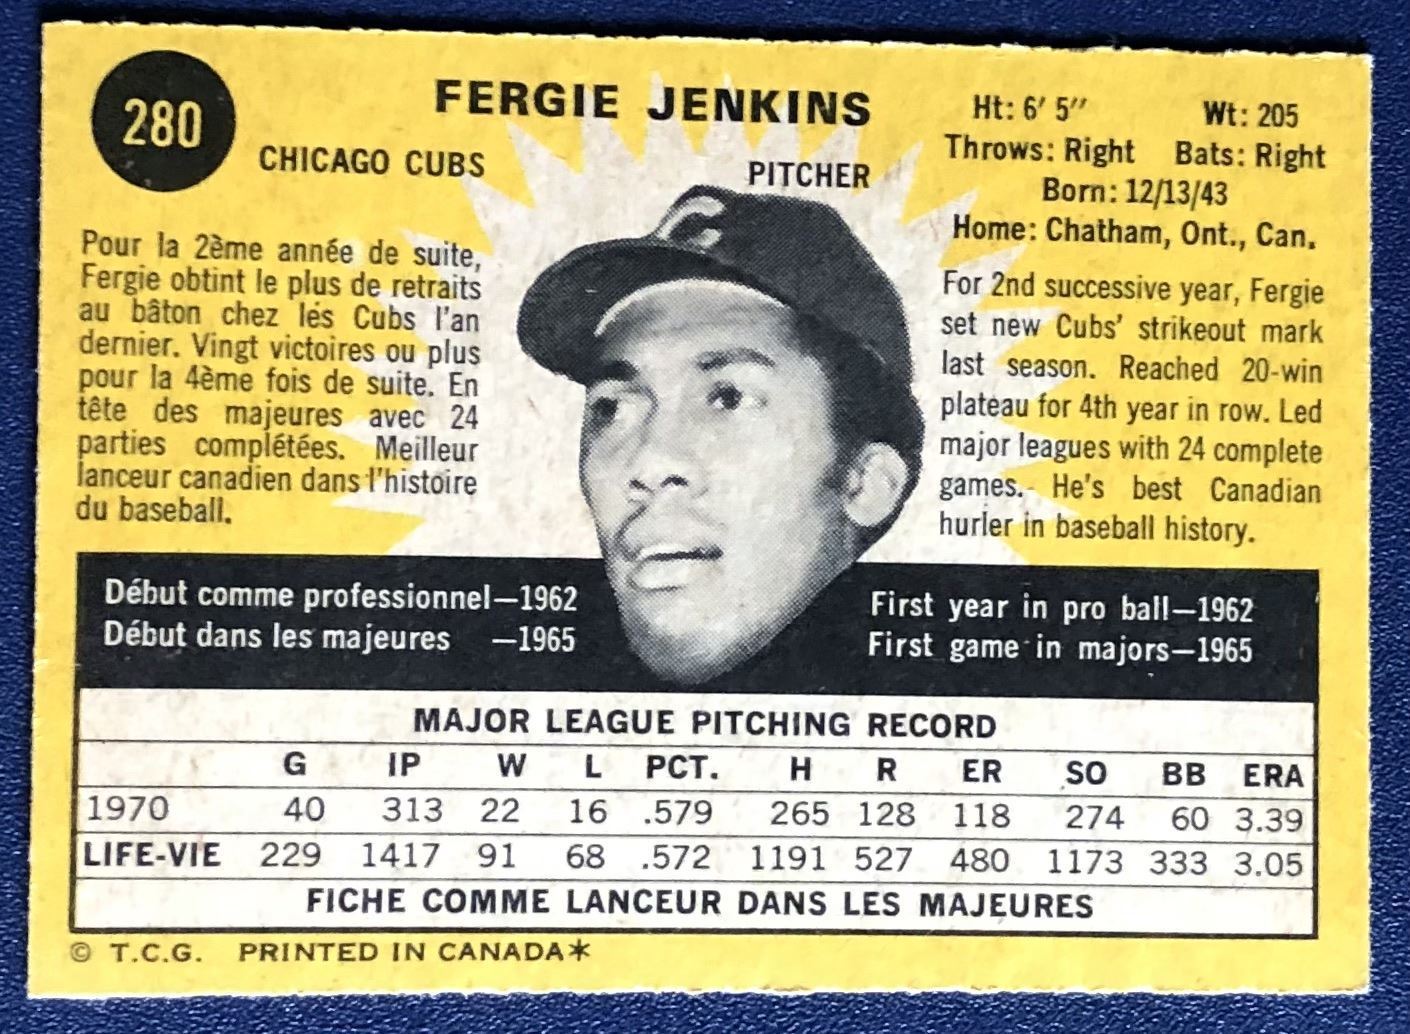 280
FERGIE JENKINS
CHICAGO CUBS
PITCHER
Ht: 6' 5" Wt: 205
Throws: Right Bats: Right
Born: 12/13/43
Home: Chatham, Ont., Can.
Pour la 2ème année de suite,
Fergie obtint le plus de retraits
au bâton chez les Cubs l'an
dernier. Vingt victoires ou plus
pour la 4ème fois de suite. En
tête des majeures avec 24
parties complétées. Meilleur
lanceur canadien dans l'histoire
du baseball.
For 2nd successive year, Fergie
set new Cubs' strikeout mark
last season. Reached 20-win
plateau for 4th year in row. Led
major leagues with 24 complete
games. He's best Canadian
hurler in baseball history.
Début comme professionnel—1962
Début dans les majeures —1965
First year in pro ball—1962
First game in majors—1965
MAJOR LEAGUE PITCHING RECORD
G IP W L PCT. H R ER SO BB ERA
1970 40 313 22 16 .579 265 128 118 274 60 3.39
LIFE-VIE 229 1417 91 68 .572 1191 527 480 1173 333 3.05
FICHE COMME LANCEUR DANS LES MAJEURES
© T.C.G. PRINTED IN CANADA*